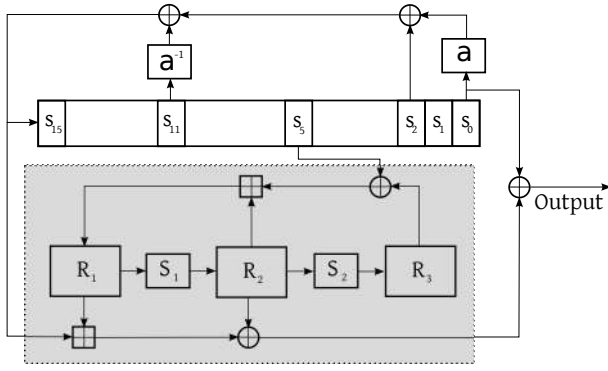 a
a⁻¹
S₁₅ S₁₁ S₅ S₂ S₁ S₀
Output
R₁ S₁ R₂ S₂ R₃